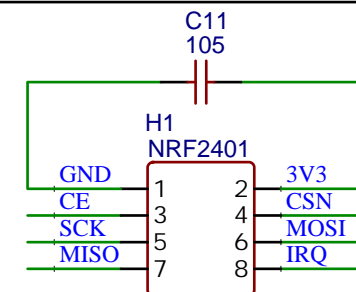 C11
105
H1
NRF2401
GND 1 2 3V3
CE 3 4 CSN
SCK 5 6 MOSI
MISO 7 8 IRQ